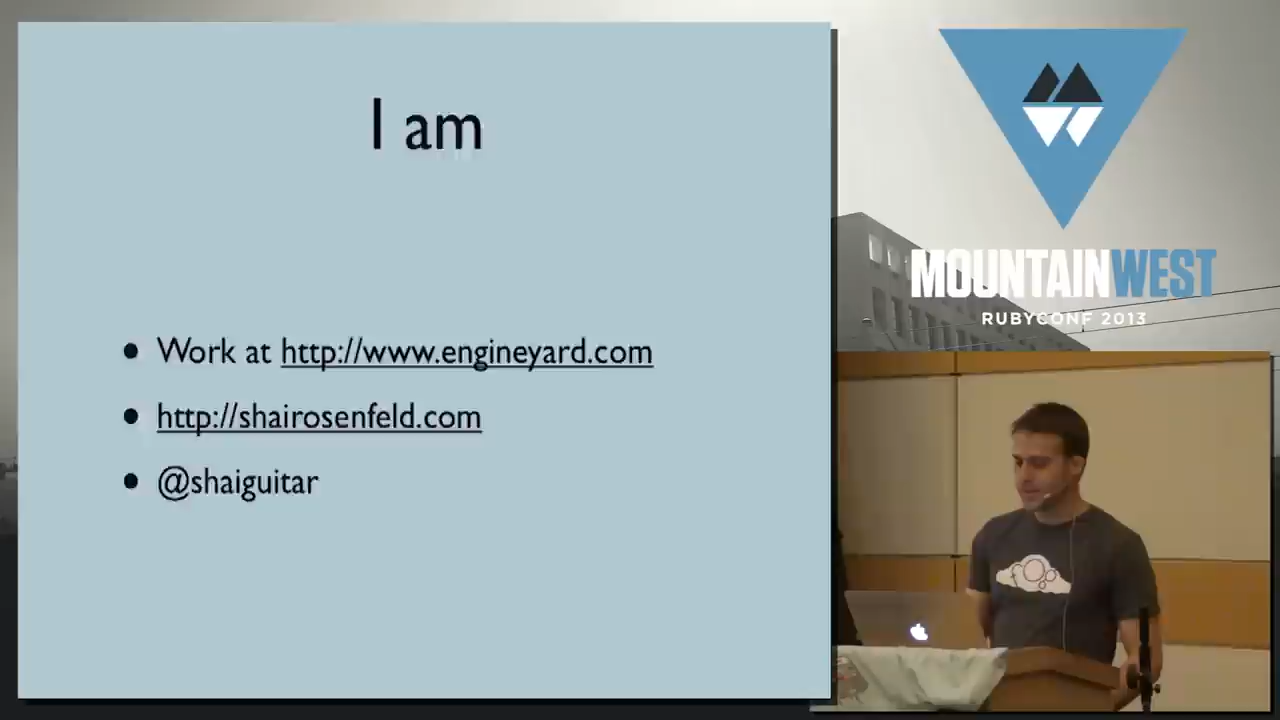 I am
Work at http://www.engineyard.com
http://shairosenfeld.com
@shaiguitar
MOUNTAINWEST
RUBYCONF 2013